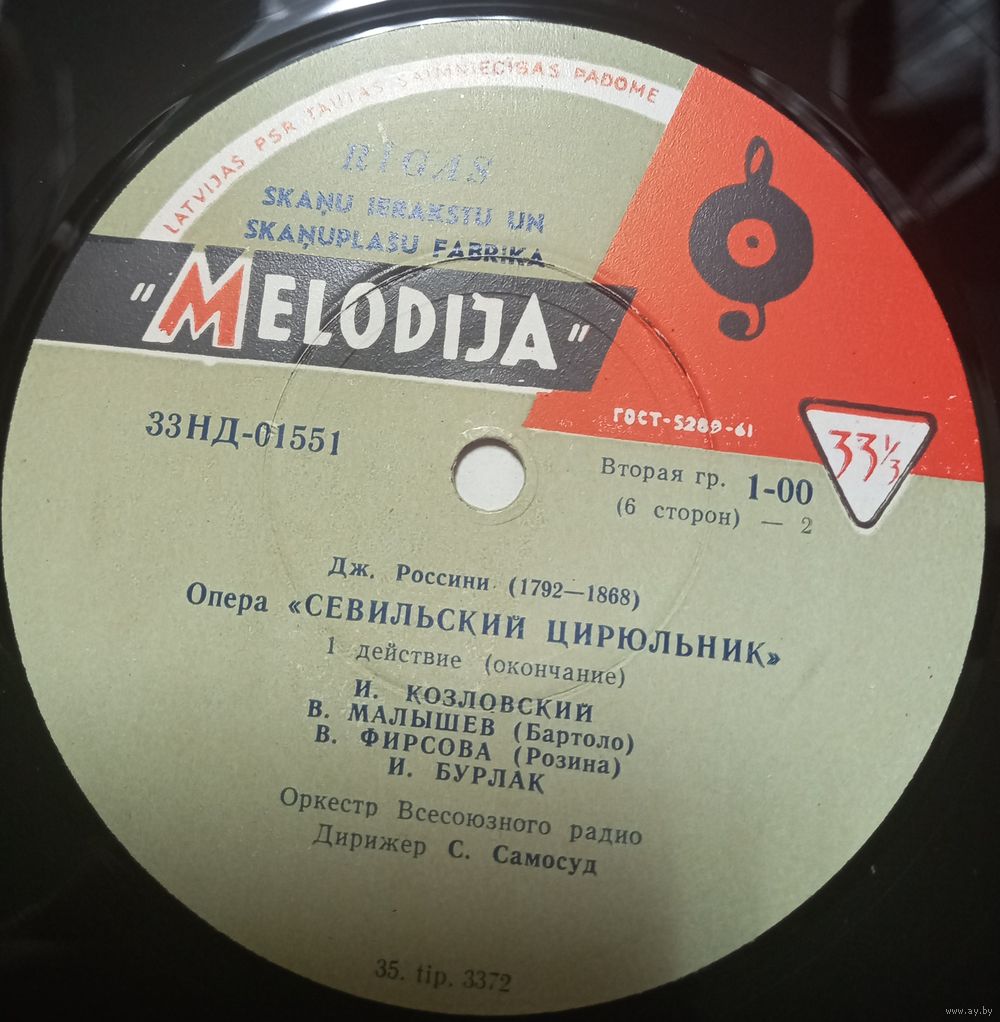 LATVIJAS PSR TAUTAS SAIMNIECĪBAS PADOME
RĪGAS
SKAŅU IERAKSTU UN
SKAŅUPLAŠU FABRIKA
"MELODIJA"
ГОСТ-5289-61
33⅓
33НД-01551
Вторая гр. 1-00
(6 сторон) — 2
Дж. Россини (1792—1868)
Опера «СЕВИЛЬСКИЙ ЦИРЮЛЬНИК»
1 действие (окончание)
И. КОЗЛОВСКИЙ
В. МАЛЫШЕВ (Бартоло)
В. ФИРСОВА (Розина)
И. БУРЛАК
Оркестр Всесоюзного радио
Дирижер С. Самосуд
35. tip. 3372
www.ay.by